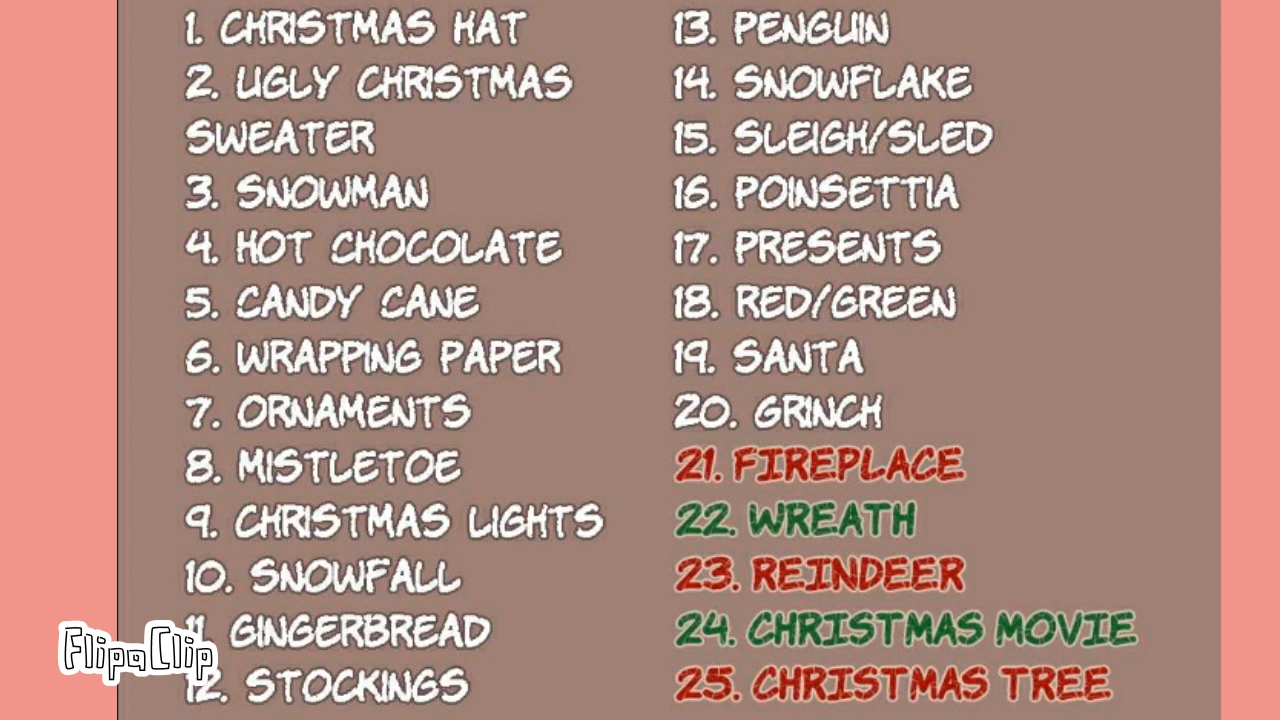 1. CHRISTMAS HAT
2. UGLY CHRISTMAS
SWEATER
3. SNOWMAN
4. HOT CHOCOLATE
5. CANDY CANE
6. WRAPPING PAPER
7. ORNAMENTS
8. MISTLETOE
9. CHRISTMAS LIGHTS
10. SNOWFALL
11. GINGERBREAD
12. STOCKINGS
13. PENGUIN
14. SNOWFLAKE
15. SLEIGH/SLED
16. POINSETTIA
17. PRESENTS
18. RED/GREEN
19. SANTA
20. GRINCH
21. FIREPLACE
22. WREATH
23. REINDEER
24. CHRISTMAS MOVIE
25. CHRISTMAS TREE
FlipaClip